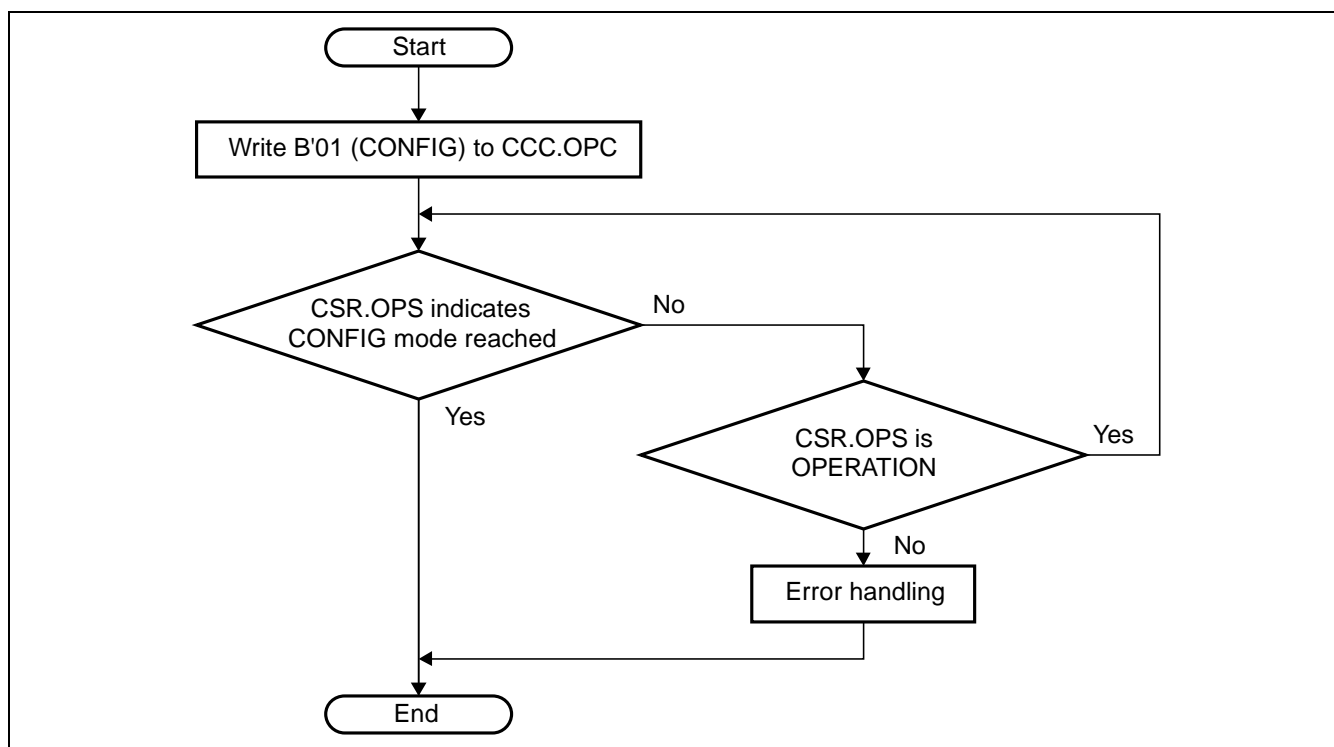 Start
Write B'01 (CONFIG) to CCC.OPC
CSR.OPS indicates
CONFIG mode reached
No
Yes
CSR.OPS is
OPERATION
Yes
No
Error handling
End